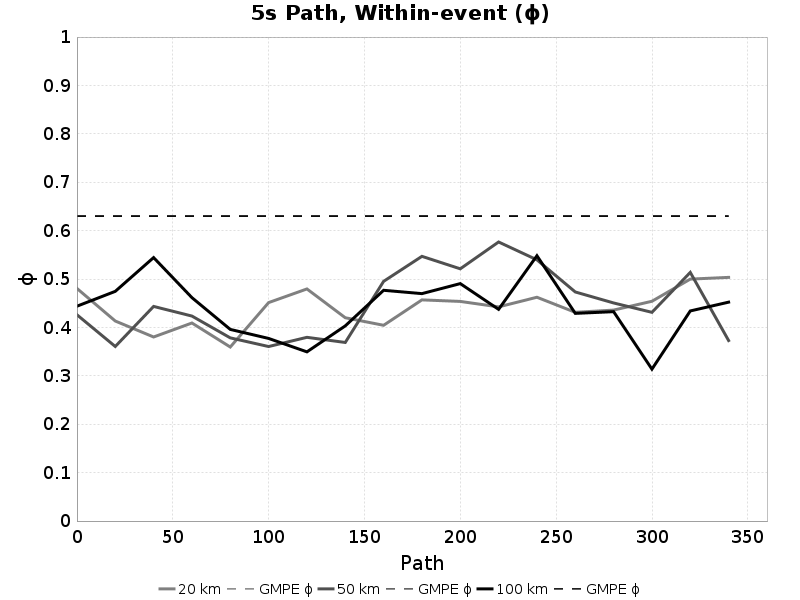 5s Path, Within-event (ϕ)
1
0.9
0.8
0.7
0.6
0.5
0.4
0.3
0.2
0.1
0
ϕ
0 50 100 150 200 250 300 350
Path
20 km GMPE ϕ 50 km GMPE ϕ 100 km GMPE ϕ